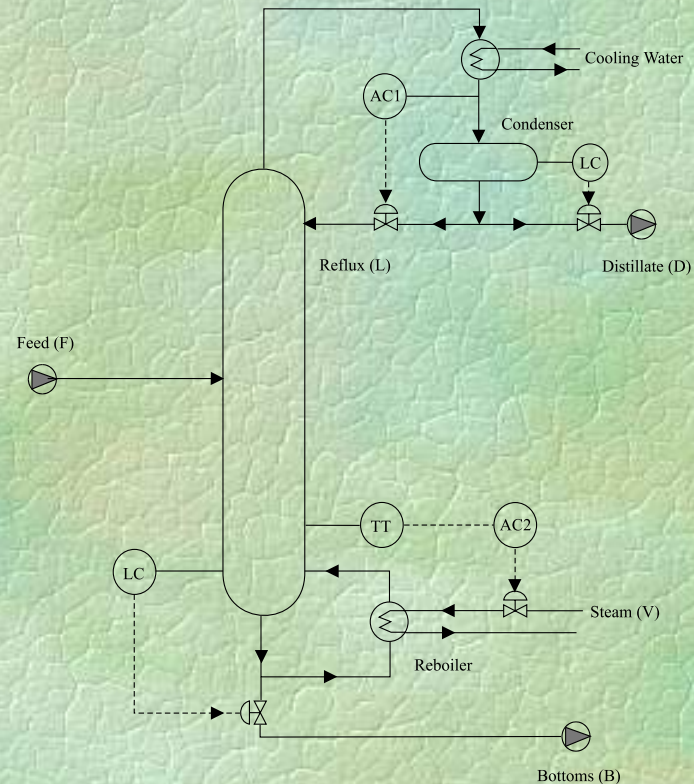 Cooling Water
AC1
Condenser
LC
Reflux (L)
Distillate (D)
Feed (F)
TT
AC2
LC
Steam (V)
Reboiler
Bottoms (B)